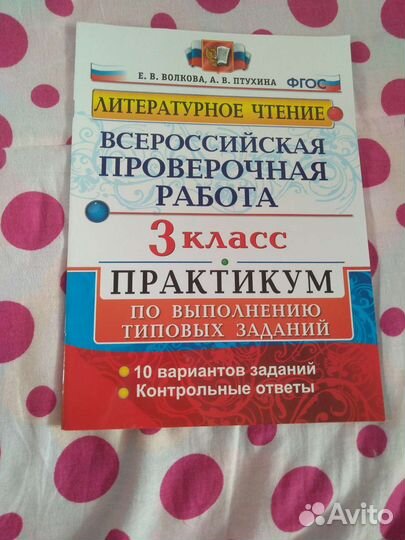 Е. В. ВОЛКОВА, А. В. ПТУХИНА
ФГОС
ЛИТЕРАТУРНОЕ ЧТЕНИЕ
ВСЕРОССИЙСКАЯ
ПРОВЕРОЧНАЯ
РАБОТА
3 КЛАСС
ПРАКТИКУМ
ПО ВЫПОЛНЕНИЮ
ТИПОВЫХ ЗАДАНИЙ
10 вариантов заданий
Контрольные ответы
Avito